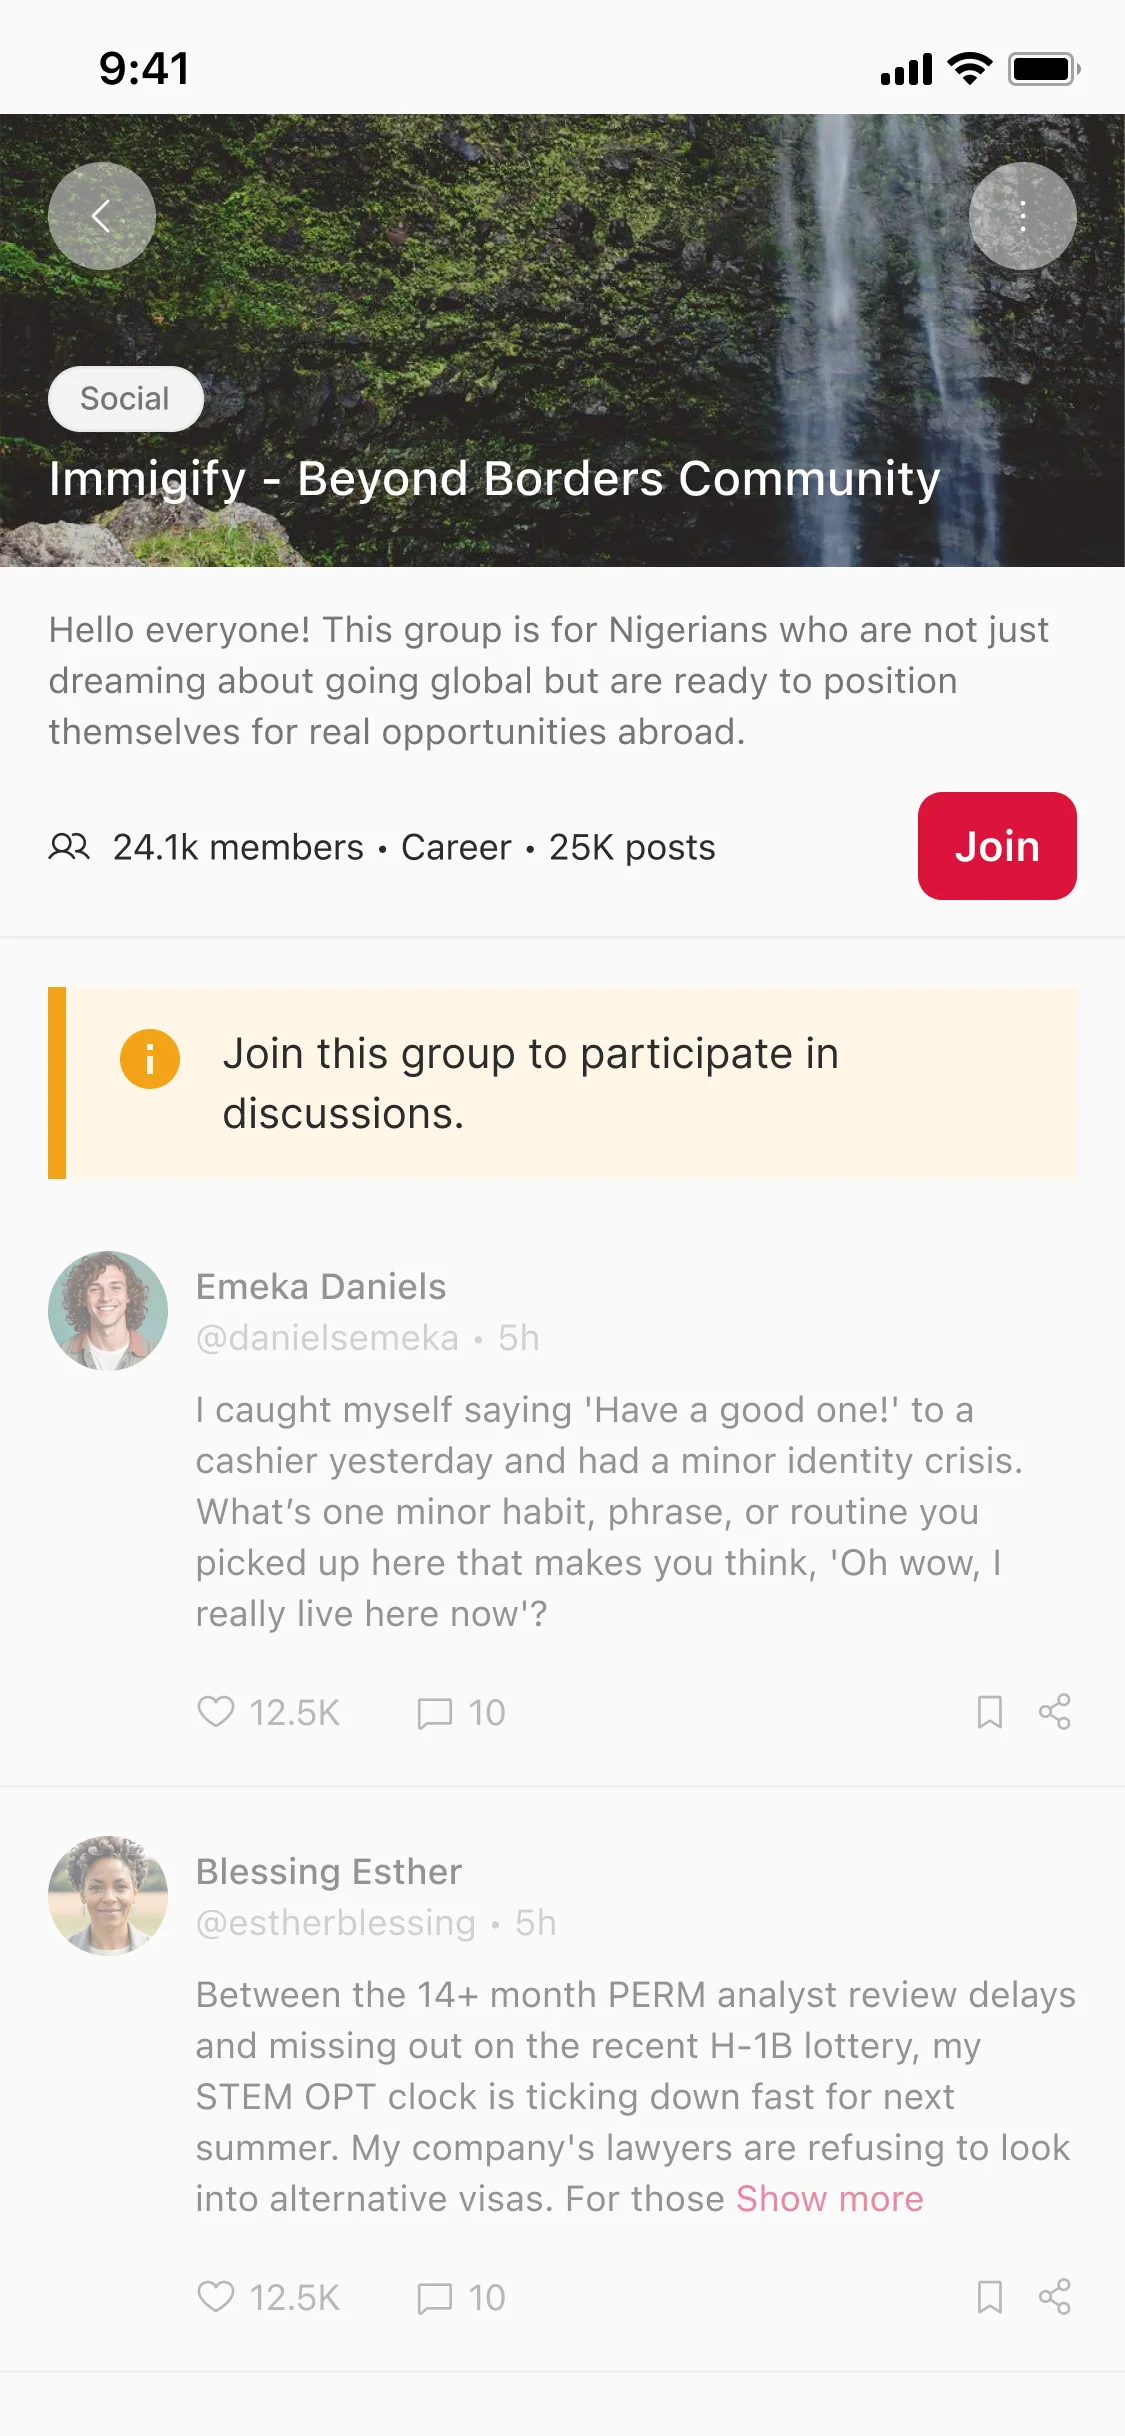 9:41
Social
Immigify - Beyond Borders Community
Hello everyone! This group is for Nigerians who are not just
dreaming about going global but are ready to position
themselves for real opportunities abroad.
24.1k members • Career • 25K posts
Join
Join this group to participate in
discussions.
Emeka Daniels
@danielsemeka • 5h
I caught myself saying 'Have a good one!' to a
cashier yesterday and had a minor identity crisis.
What’s one minor habit, phrase, or routine you
picked up here that makes you think, 'Oh wow, I
really live here now'?
12.5K 10
Blessing Esther
@estherblessing • 5h
Between the 14+ month PERM analyst review delays
and missing out on the recent H-1B lottery, my
STEM OPT clock is ticking down fast for next
summer. My company's lawyers are refusing to look
into alternative visas. For those Show more
12.5K 10